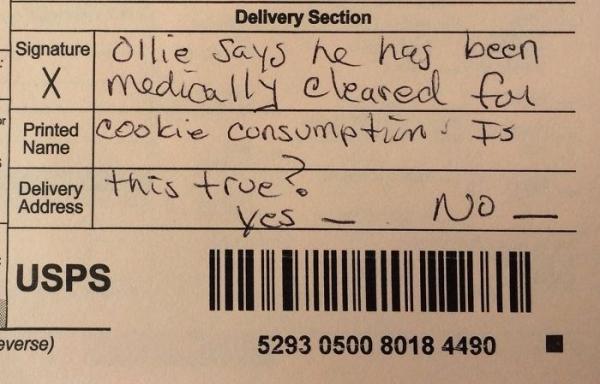 Delivery Section
Signature
X
Ollie says he has been
medically cleared for
Printed
Name
cookie consumption. Is
Delivery
Address
this true?
yes _ No _
USPS
everse)
5293 0500 8018 4490